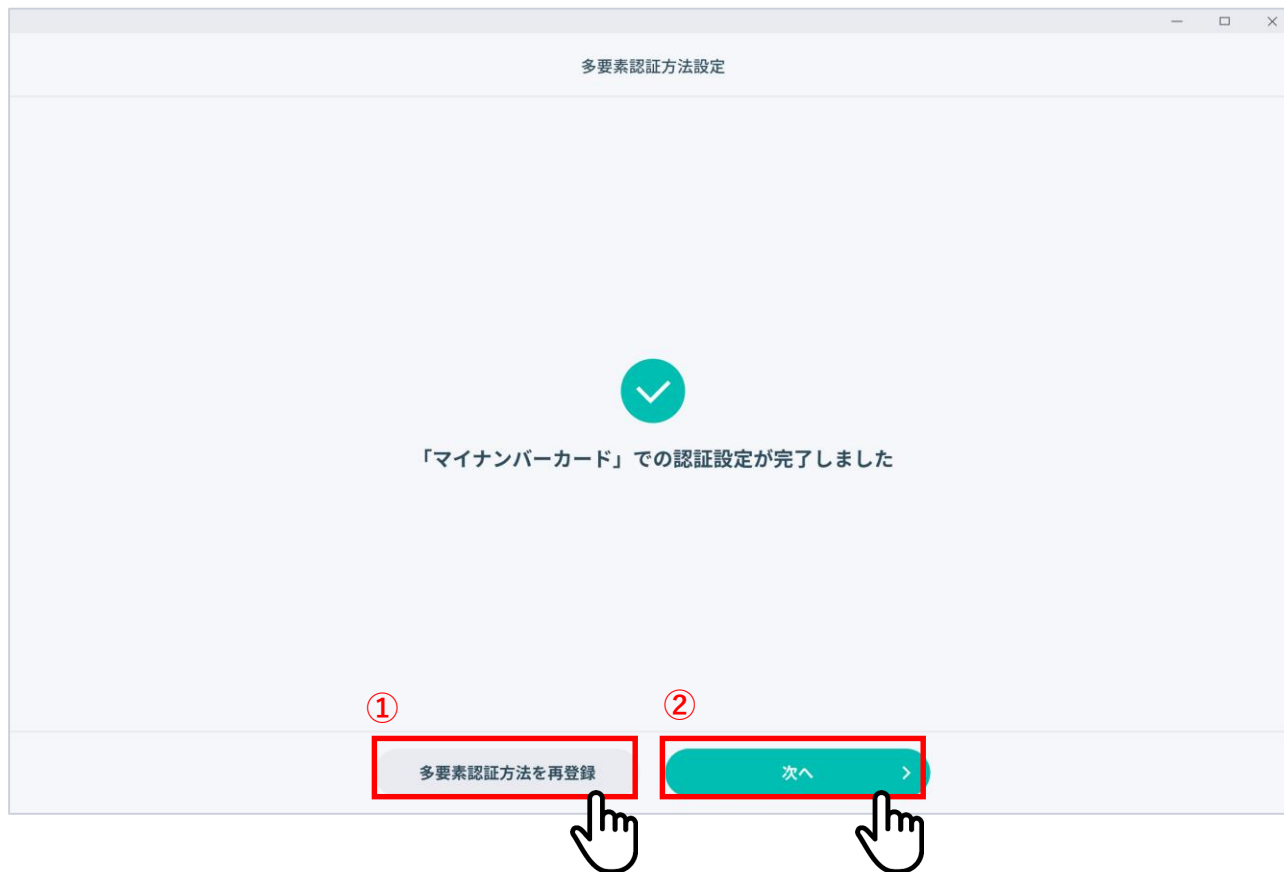 多要素認証方法設定
「マイナンバーカード」での認証設定が完了しました
① ②
多要素認証方法を再登録 次へ